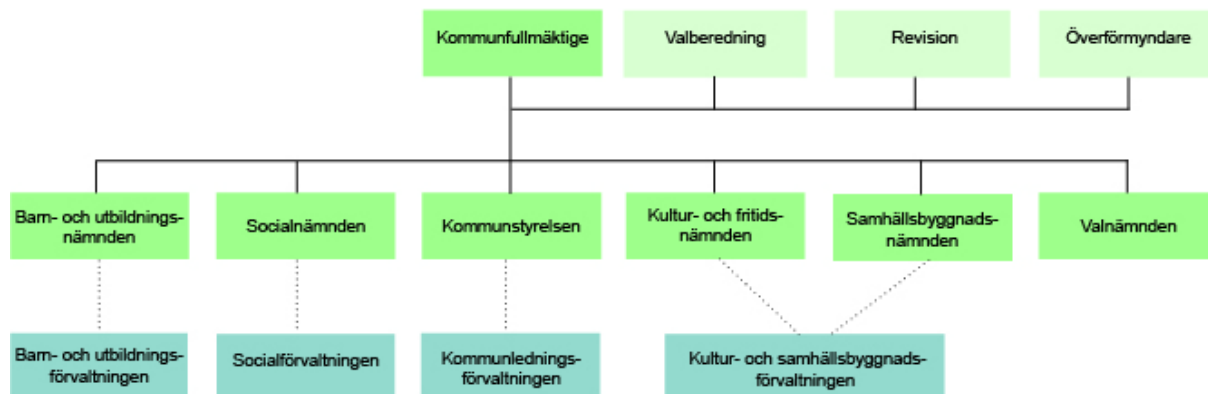 Kommunfullmäktige
Valberedning
Revision
Överförmyndare
Barn- och utbildnings-
nämnden
Socialnämnden
Kommunstyrelsen
Kultur- och fritids-
nämnden
Samhällsbyggnads-
nämnden
Valnämnden
Barn- och utbildnings-
förvaltningen
Socialförvaltningen
Kommunlednings-
förvaltningen
Kultur- och samhällsbyggnads-
förvaltningen